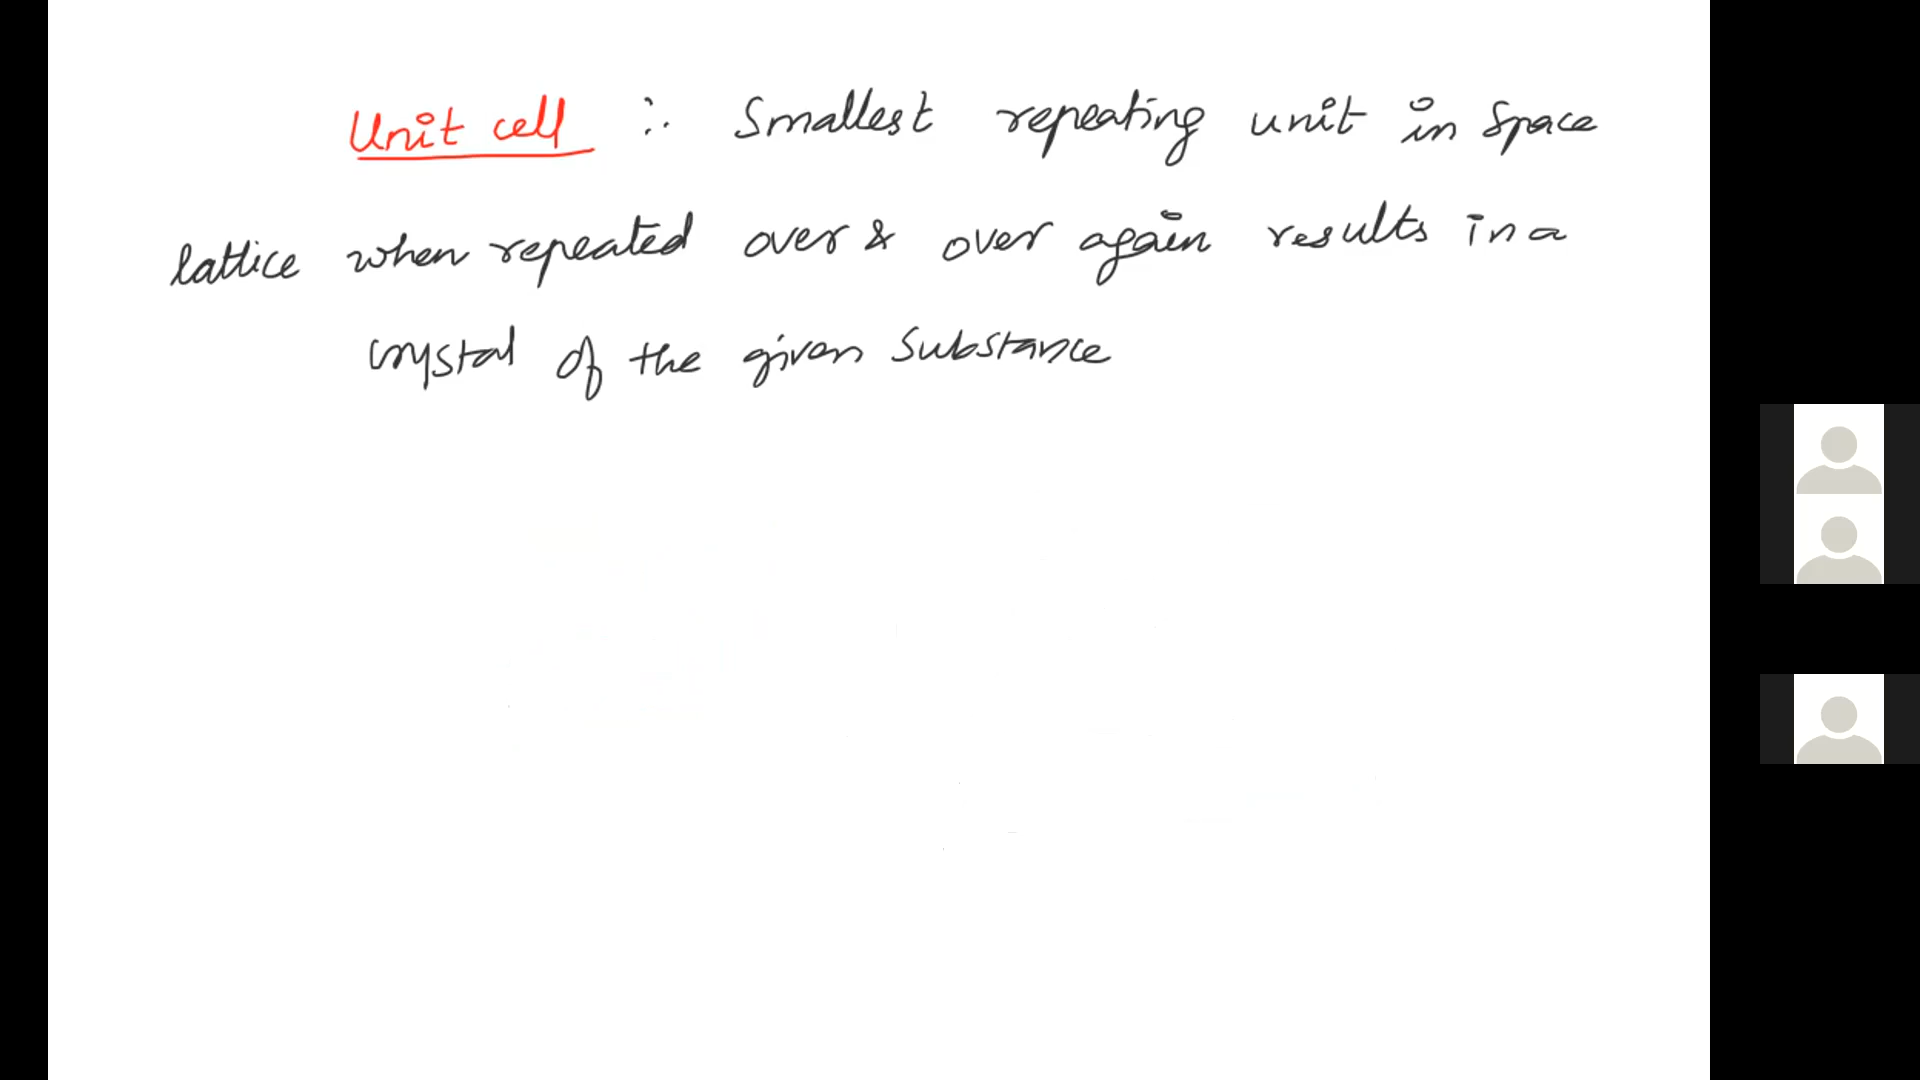 Unit cell :- Smallest repeating unit in space
lattice when repeated over & over again results in a
crystal of the given substance